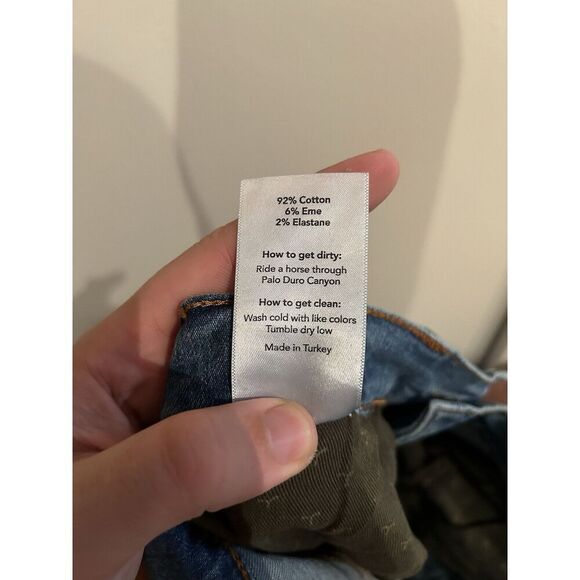 92% Cotton
6% Eme
2% Elastane
How to get dirty:
Ride a horse through
Palo Duro Canyon
How to get clean:
Wash cold with like colors
Tumble dry low
Made in Turkey